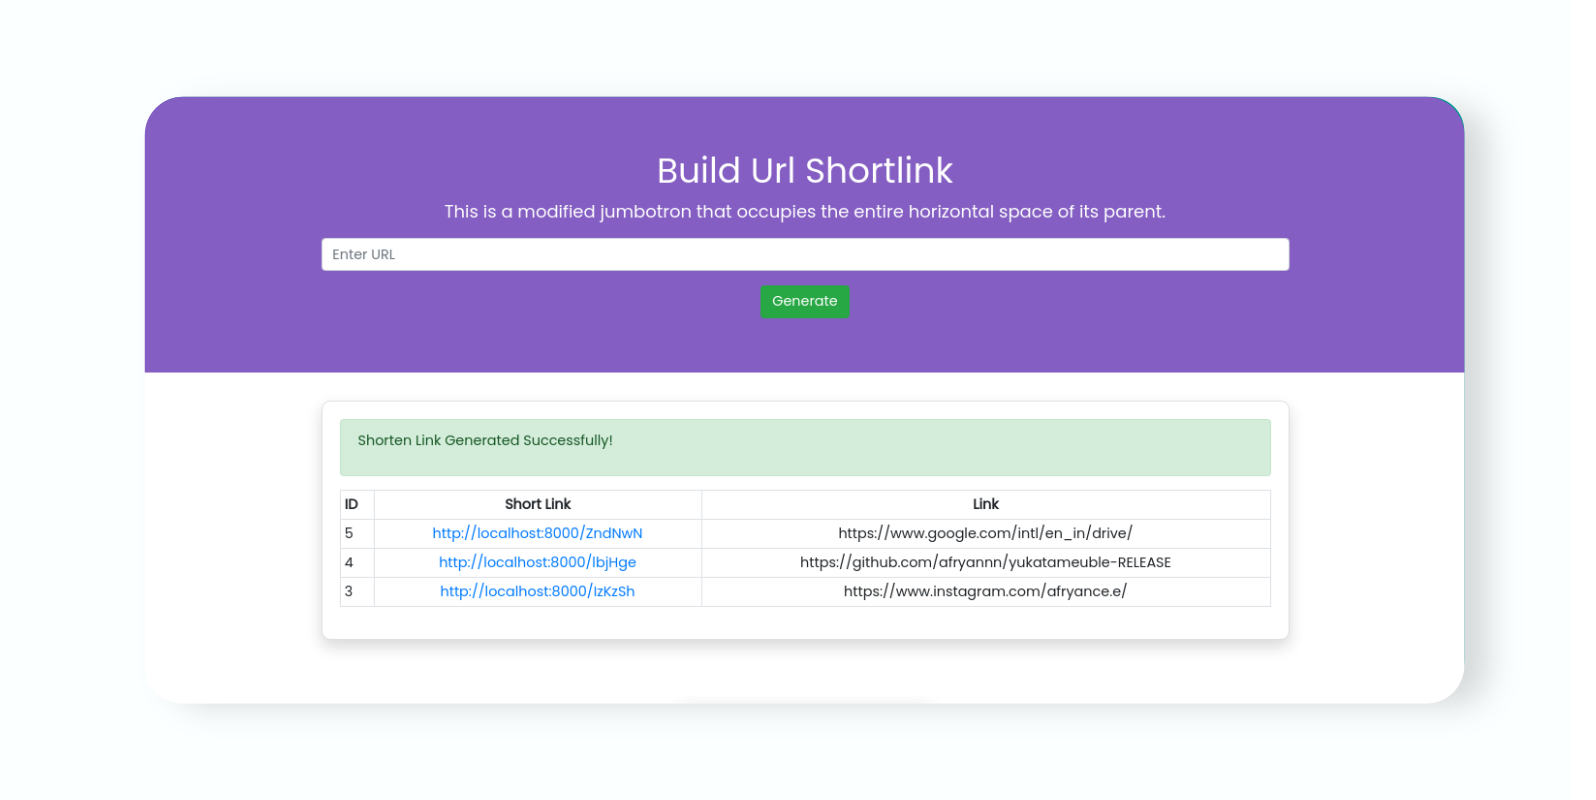 Build Url Shortlink
This is a modified jumbotron that occupies the entire horizontal space of its parent.
Enter URL
Generate
Shorten Link Generated Successfully!
ID Short Link Link
5 http://localhost:8000/ZndNwN https://www.google.com/intl/en_in/drive/
4 http://localhost:8000/lbjHge https://github.com/afryannn/yukatameuble-RELEASE
3 http://localhost:8000/IzKzSh https://www.instagram.com/afryance.e/